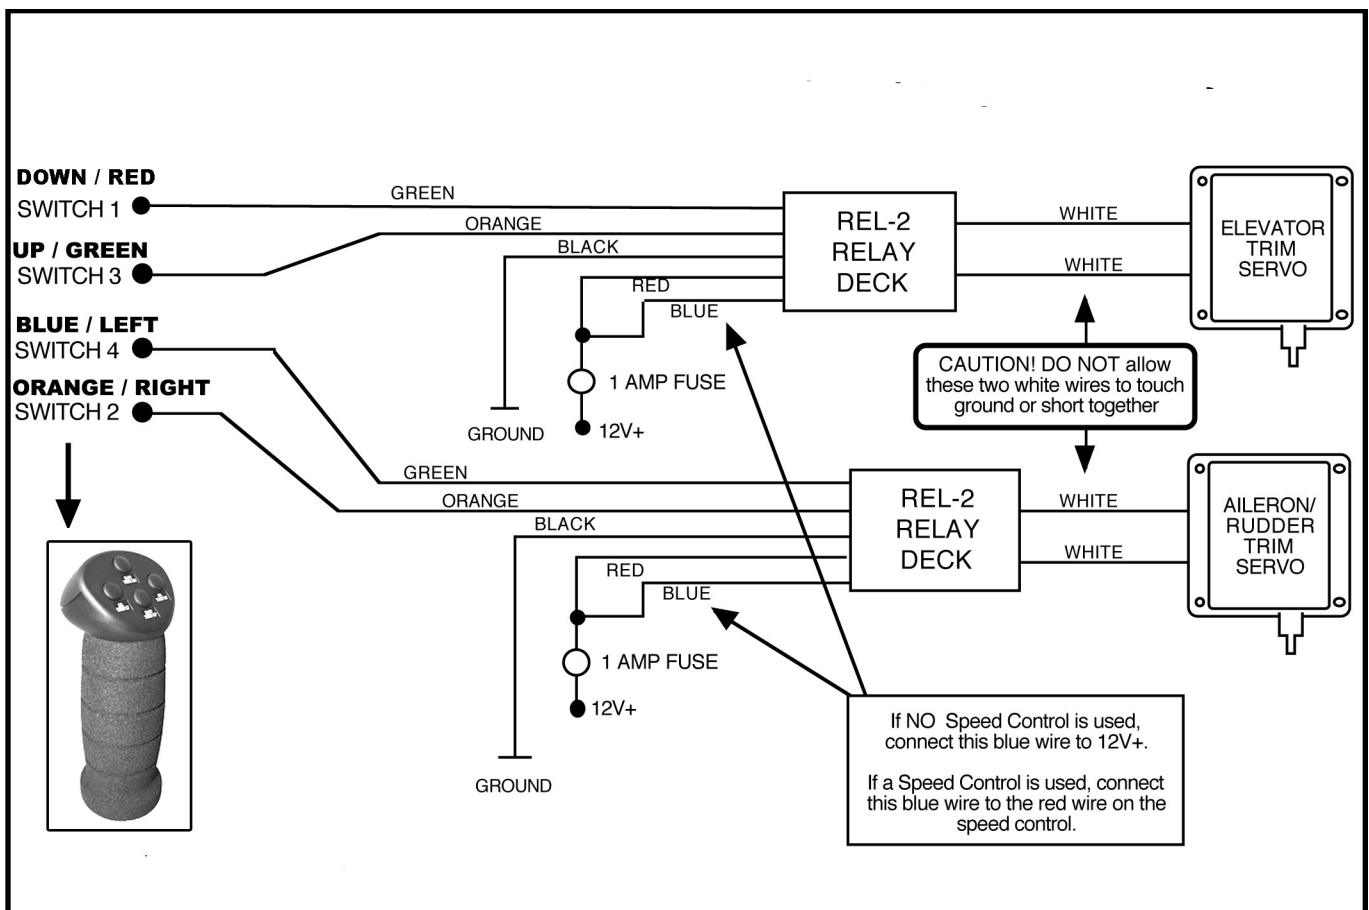 DOWN / RED
SWITCH 1
UP / GREEN
SWITCH 3
BLUE / LEFT
SWITCH 4
ORANGE / RIGHT
SWITCH 2
GREEN
ORANGE
BLACK
RED
BLUE
1 AMP FUSE
12V+
GROUND
REL-2
RELAY
DECK
WHITE
WHITE
ELEVATOR
TRIM
SERVO
CAUTION! DO NOT allow
these two white wires to touch
ground or short together
GREEN
ORANGE
BLACK
RED
BLUE
1 AMP FUSE
12V+
GROUND
REL-2
RELAY
DECK
WHITE
WHITE
AILERON/
RUDDER
TRIM
SERVO
If NO Speed Control is used,
connect this blue wire to 12V+.
If a Speed Control is used, connect
this blue wire to the red wire on the
speed control.